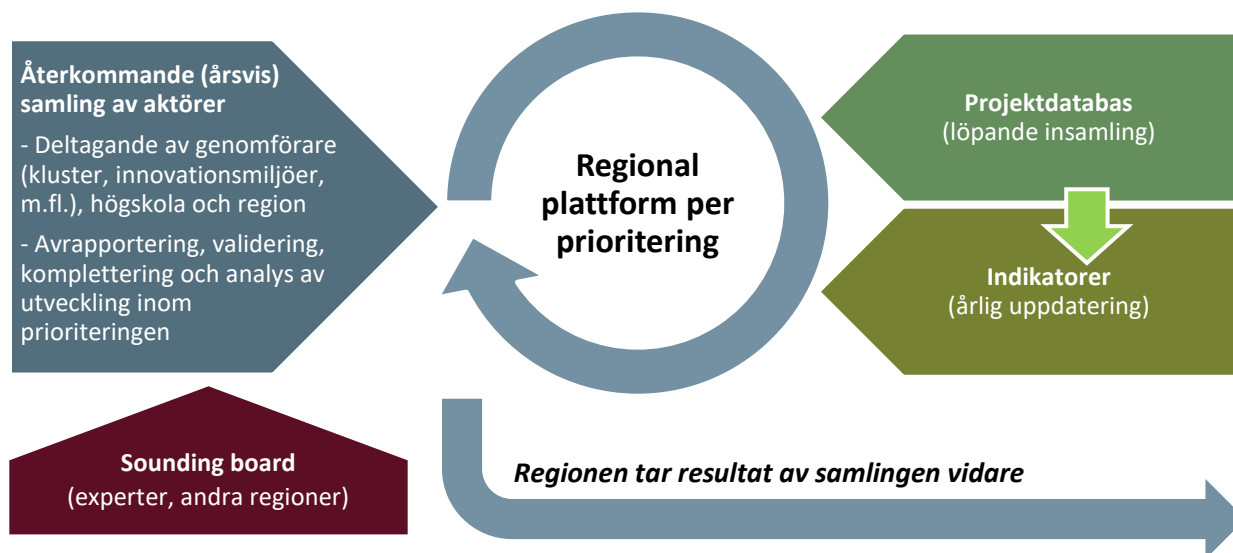 Återkommande (årsvis)
samling av aktörer
- Deltagande av genomförare
(kluster, innovationsmiljöer,
m.fl.), högskola och region
- Avrapportering, validering,
komplettering och analys av
utveckling inom
prioriteringen
Sounding board
(experter, andra regioner)
Regional
plattform per
prioritering
Projektdatabas
(löpande insamling)
Indikatorer
(årlig uppdatering)
Regionen tar resultat av samlingen vidare